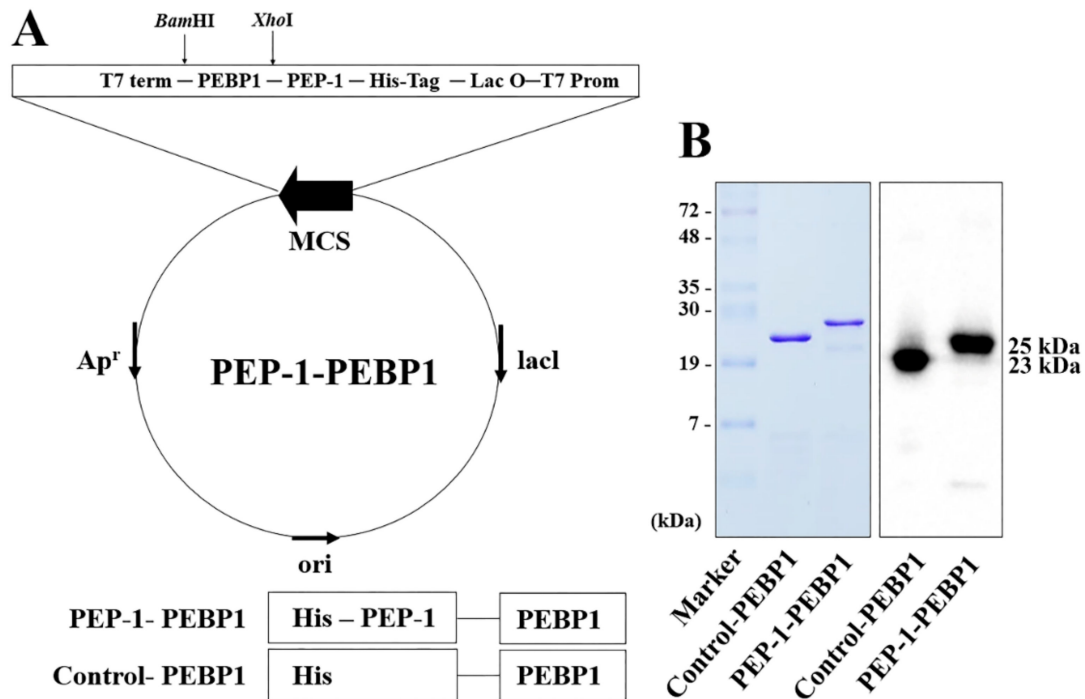 A
BamHI XhoI
T7 term – PEBP1 – PEP-1 – His-Tag – Lac O–T7 Prom
MCS
Apr
lacI
PEP-1-PEBP1
ori
PEP-1- PEBP1 His – PEP-1 PEBP1
Control- PEBP1 His PEBP1
B
72 -
48 -
35 -
30 -
19 -
7 -
(kDa)
25 kDa
23 kDa
Marker
Control-PEBP1
PEP-1-PEBP1
Control-PEBP1
PEP-1-PEBP1